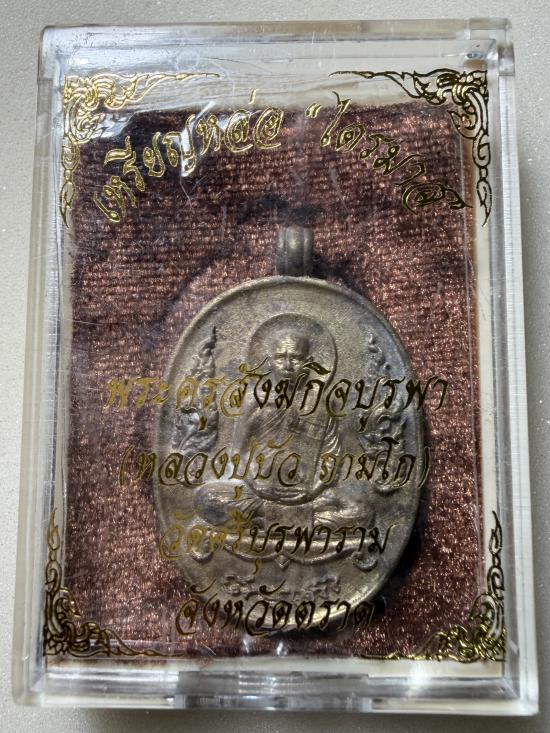 เหรียญหล่อ "ไตรมาส"
พระครูสังฆกิจบูรพา
(หลวงปู่บัว ถามโก)
วัดศรีบุรพาราม
จังหวัดตราด